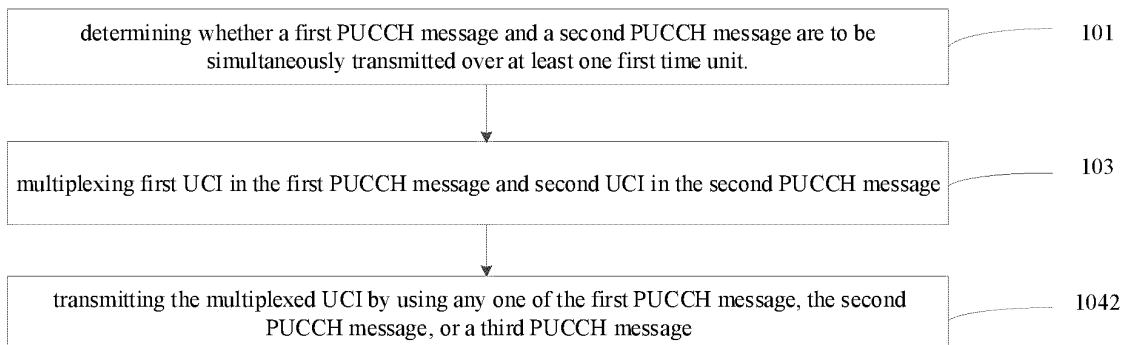 determining whether a first PUCCH message and a second PUCCH message are to be
simultaneously transmitted over at least one first time unit.
101
multiplexing first UCI in the first PUCCH message and second UCI in the second PUCCH message
103
transmitting the multiplexed UCI by using any one of the first PUCCH message, the second
PUCCH message, or a third PUCCH message
1042